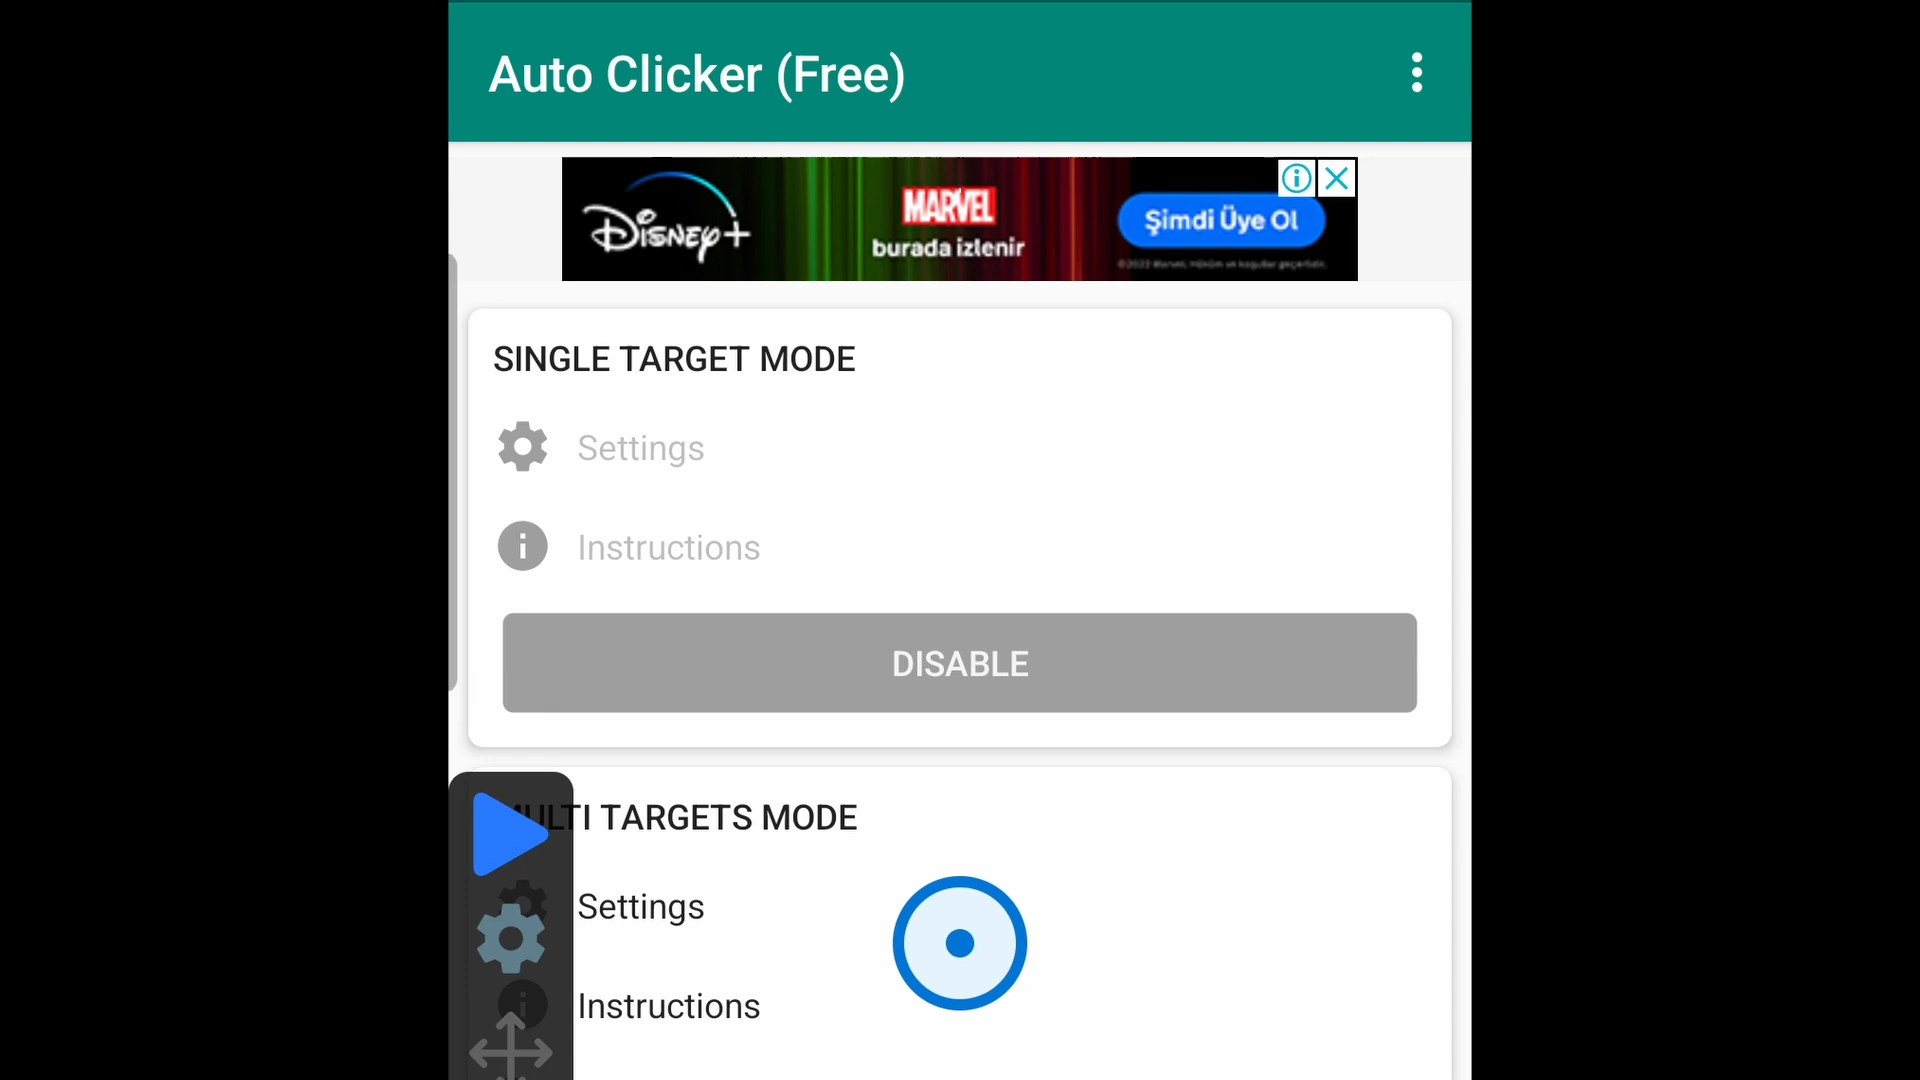 Auto Clicker (Free)
Disney+
MARVEL
burada izlenir
Şimdi Üye Ol
SINGLE TARGET MODE
Settings
Instructions
DISABLE
MULTI TARGETS MODE
Settings
Instructions